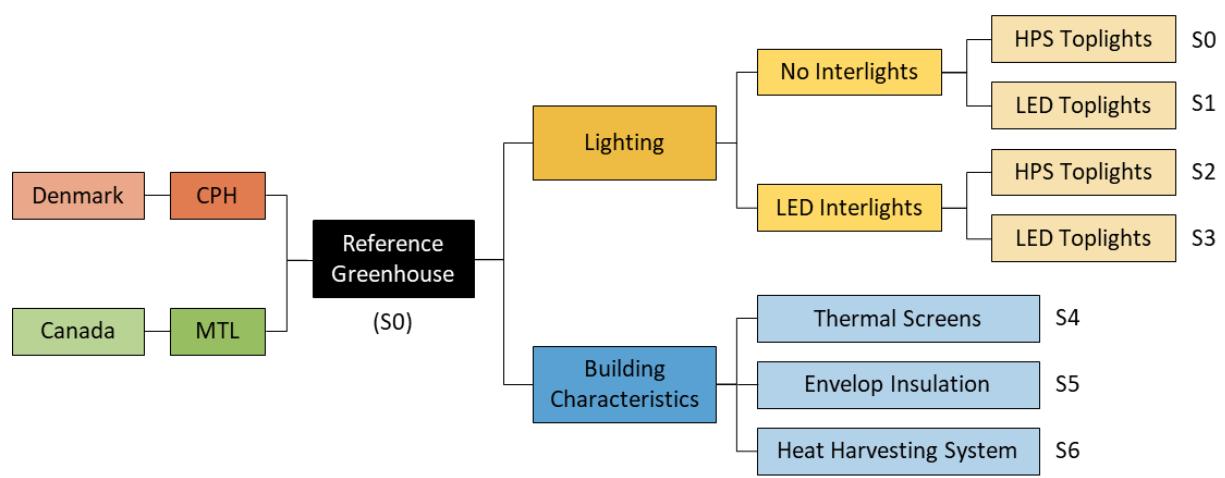 Denmark
CPH
Canada
MTL
Reference
Greenhouse
(S0)
Lighting
No Interlights
HPS Toplights
S0
LED Toplights
S1
LED Interlights
HPS Toplights
S2
LED Toplights
S3
Building
Characteristics
Thermal Screens
S4
Envelop Insulation
S5
Heat Harvesting System
S6